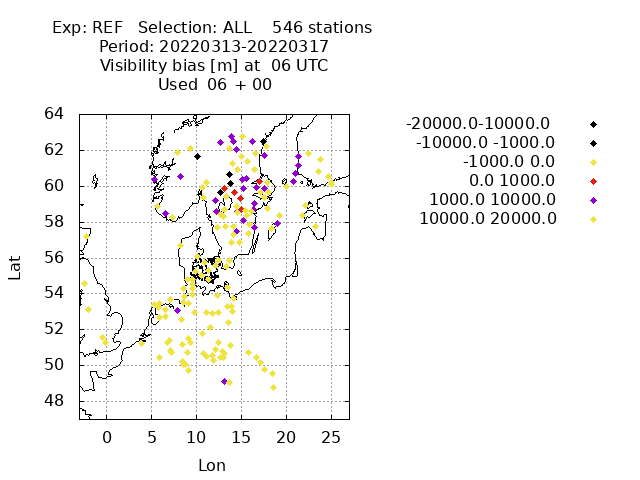 Exp: REF Selection: ALL 546 stations
Period: 20220313-20220317
Visibility bias [m] at 06 UTC
Used 06 + 00
-20000.0-10000.0
-10000.0 -1000.0
-1000.0 0.0
0.0 1000.0
1000.0 10000.0
10000.0 20000.0
64
62
60
58
56
54
52
50
48
Lat
0 5 10 15 20 25
Lon